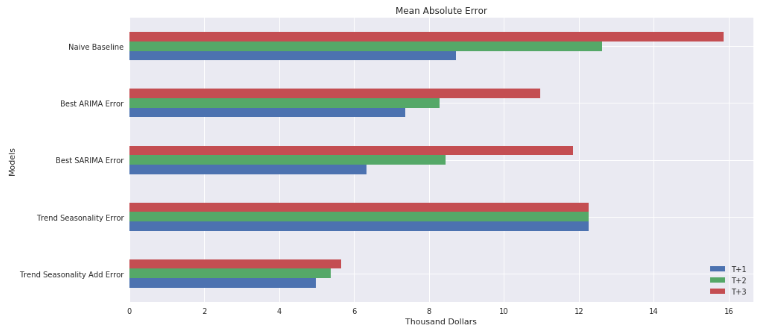 Mean Absolute Error
Naive Baseline
Best ARIMA Error
Best SARIMA Error
Trend Seasonality Error
Trend Seasonality Add Error
Models
T+1
T+2
T+3
0 2 4 6 8 10 12 14 16
Thousand Dollars